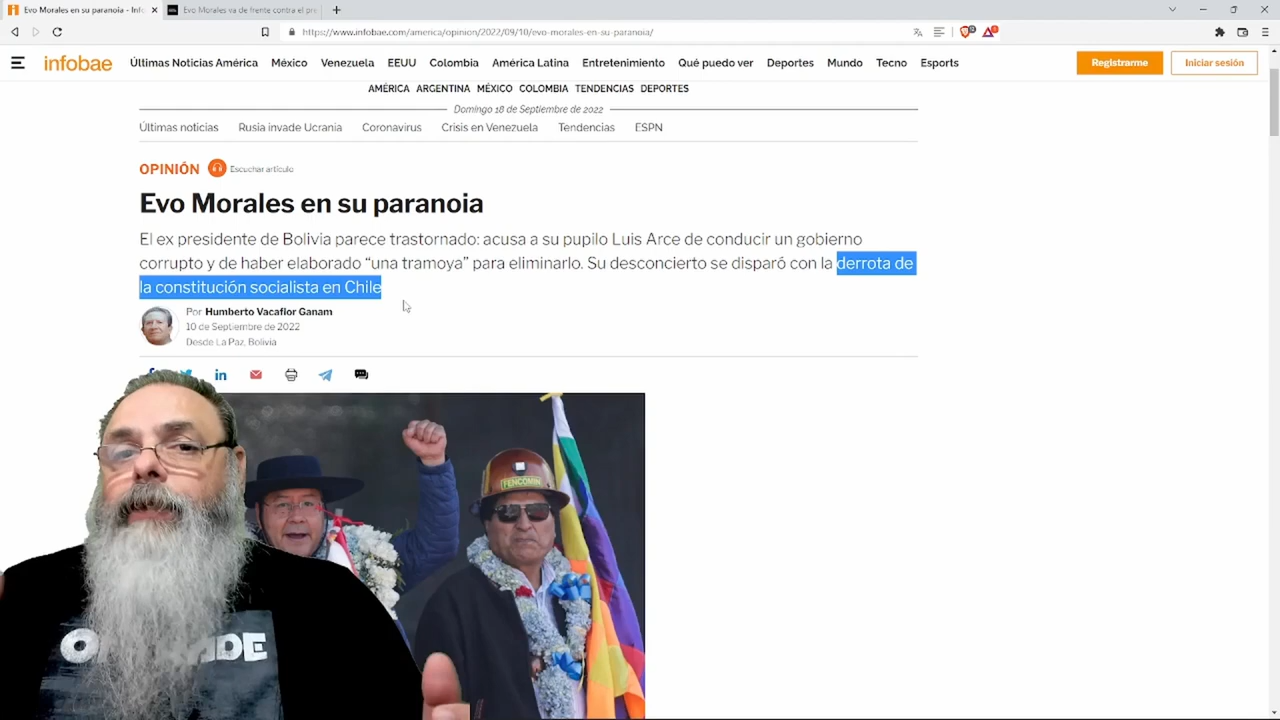 Evo Morales en su paranoia - Info
Evo Morales va de frente contra el pr
https://www.infobae.com/america/opinion/2022/09/10/evo-morales-en-su-paranoia/
infobae
Últimas Noticias América México Venezuela EEUU Colombia América Latina Entretenimiento Qué puedo ver Deportes Mundo Tecno Esports
Registrarme
Iniciar sesión
AMÉRICA ARGENTINA MÉXICO COLOMBIA TENDENCIAS DEPORTES
Domingo 18 de Septiembre de 2022
Últimas noticias Rusia invade Ucrania Coronavirus Crisis en Venezuela Tendencias ESPN
OPINIÓN Escuchar artículo
Evo Morales en su paranoia
El ex presidente de Bolivia parece trastornado: acusa a su pupilo Luis Arce de conducir un gobierno
corrupto y de haber elaborado “una tramoya” para eliminarlo. Su desconcierto se disparó con la derrota de
la constitución socialista en Chile
Por Humberto Vacaflor Ganam
10 de Septiembre de 2022
Desde La Paz, Bolivia
FENCOMIN